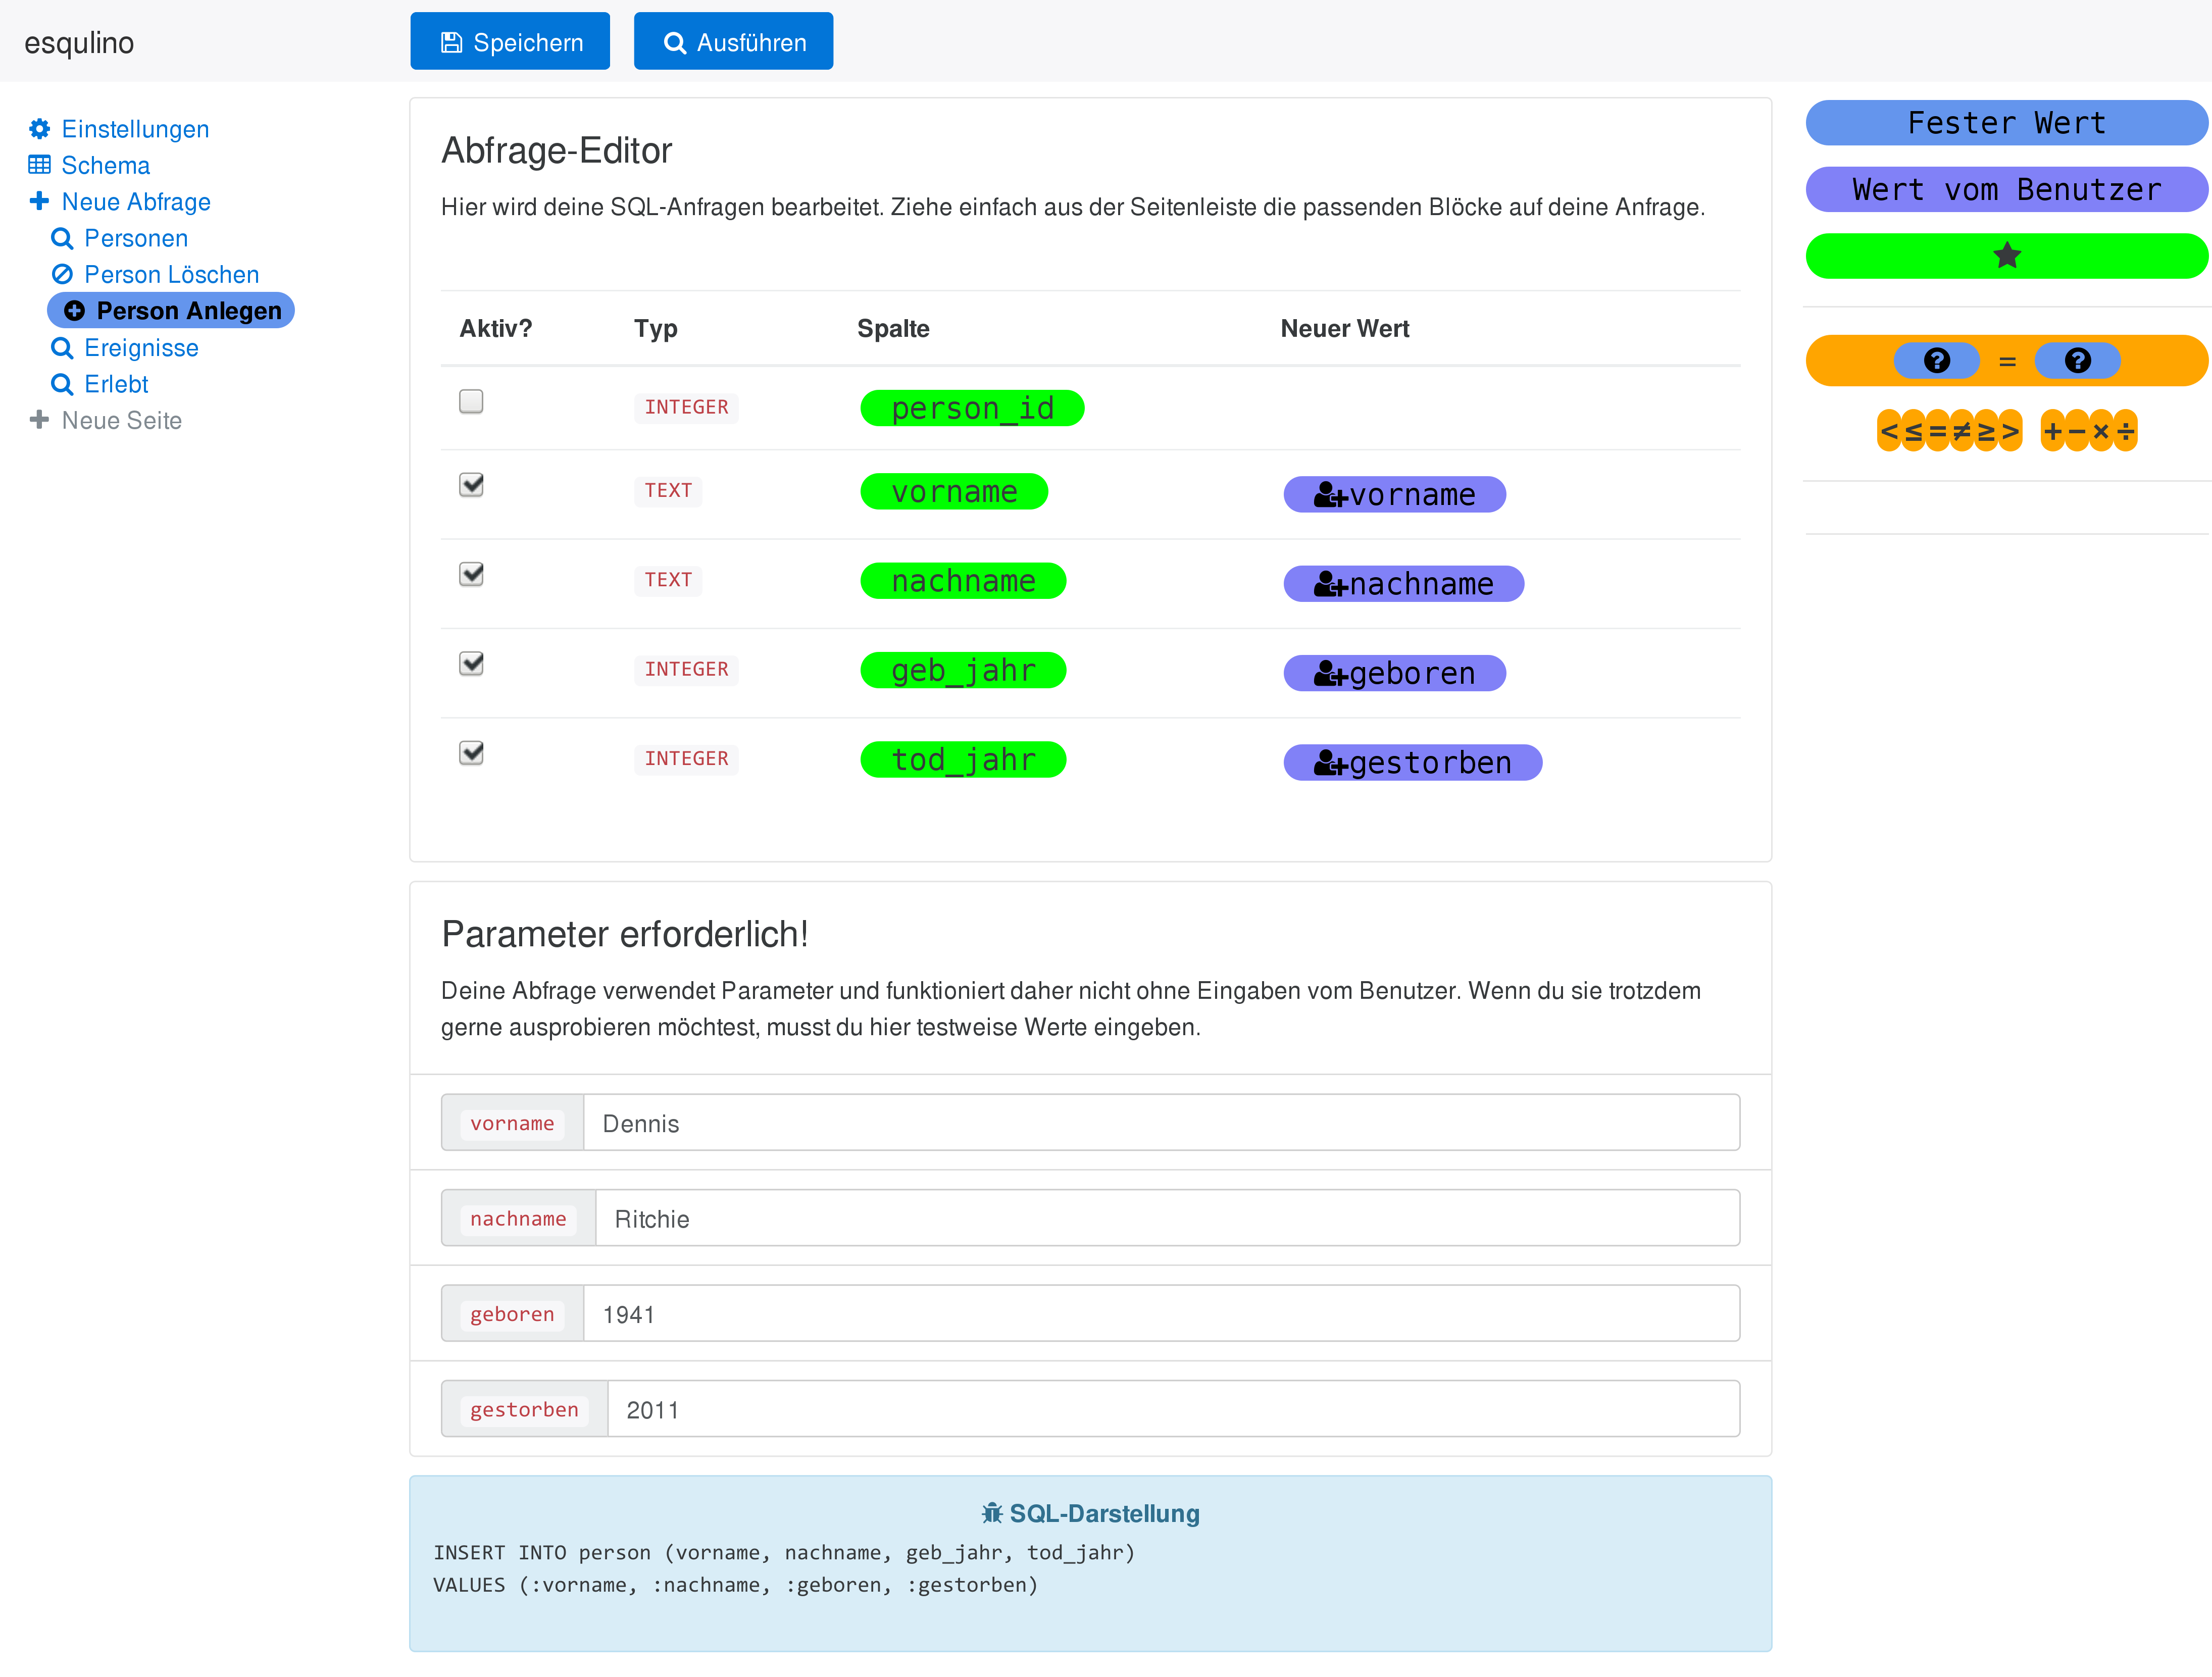 esqulino
Speichern
Ausführen
Einstellungen
Schema
Neue Abfrage
Personen
Person Löschen
Person Anlegen
Ereignisse
Erlebt
Neue Seite
Abfrage-Editor
Hier wird deine SQL-Anfragen bearbeitet. Ziehe einfach aus der Seitenleiste die passenden Blöcke auf deine Anfrage.
Aktiv? Typ Spalte Neuer Wert
INTEGER person_id
TEXT vorname vorname
TEXT nachname nachname
INTEGER geb_jahr geboren
INTEGER tod_jahr gestorben
Parameter erforderlich!
Deine Abfrage verwendet Parameter und funktioniert daher nicht ohne Eingaben vom Benutzer. Wenn du sie trotzdem
gerne ausprobieren möchtest, musst du hier testweise Werte eingeben.
vorname Dennis
nachname Ritchie
geboren 1941
gestorben 2011
SQL-Darstellung
INSERT INTO person (vorname, nachname, geb_jahr, tod_jahr)
VALUES (:vorname, :nachname, :geboren, :gestorben)
Fester Wert
Wert vom Benutzer
? = ?
< ≤ = ≠ ≥ > + − × ÷